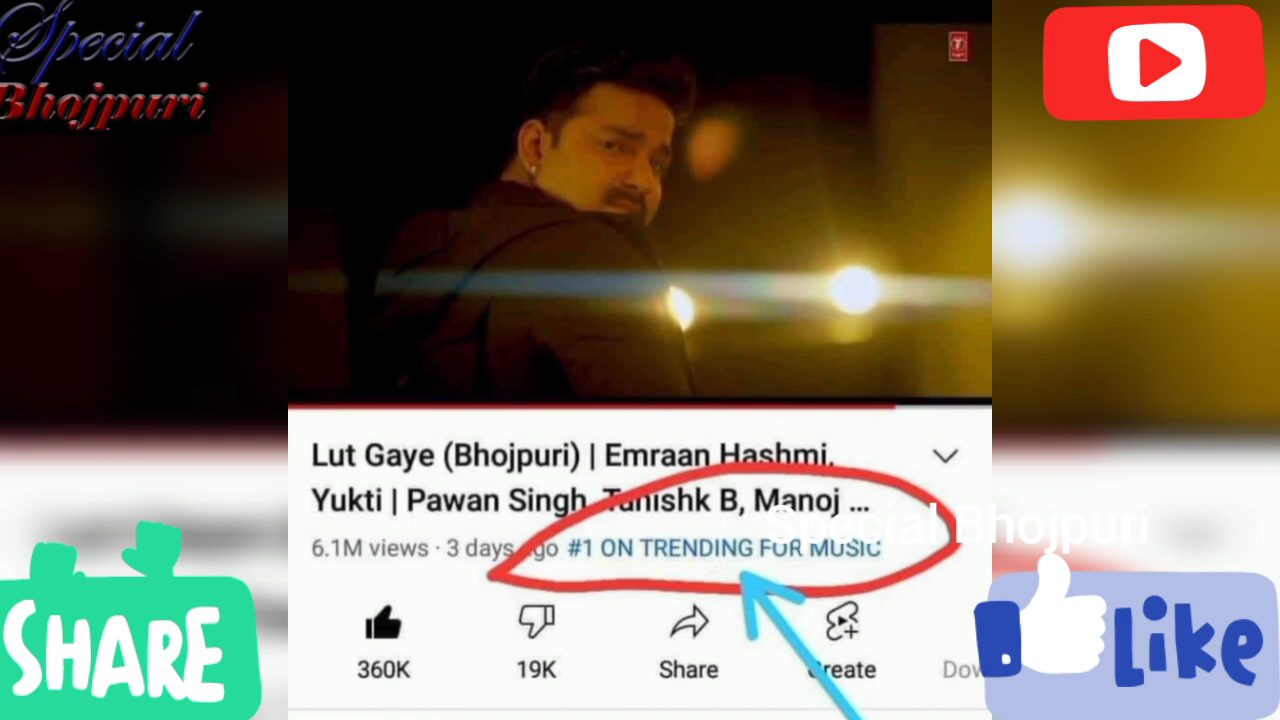 Special
Bhojpuri
Lut Gaye (Bhojpuri) | Emraan Hashmi,
Yukti | Pawan Singh, Tanishk B, Manoj ...
6.1M views · 3 days ago #1 ON TRENDING FOR MUSIC
Special Bhojpuri
360K
19K
Share
Create
SHARE
Like